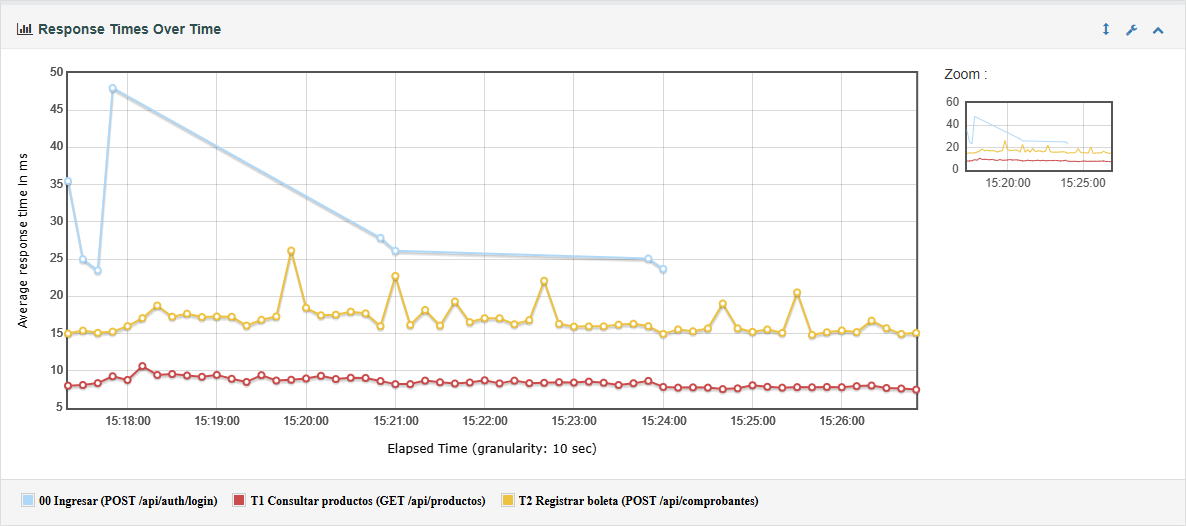 Response Times Over Time
Zoom :
50
45
40
35
30
25
20
15
10
5
Average response time in ms
15:18:00 15:19:00 15:20:00 15:21:00 15:22:00 15:23:00 15:24:00 15:25:00 15:26:00
Elapsed Time (granularity: 10 sec)
60
40
20
0
15:20:00 15:25:00
00 Ingresar (POST /api/auth/login) T1 Consultar productos (GET /api/productos) T2 Registrar boleta (POST /api/comprobantes)